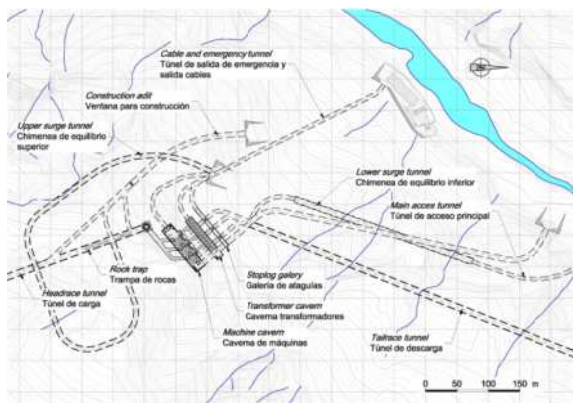 Cable and emergency tunnel
Túnel de salida de emergencia y
salida cables
Construction adit
Ventana para construcción
Upper surge tunnel
Chimenea de equilibrio
superior
Lower surge tunnel
Chimenea de equilibrio inferior
Main acces tunnel
Túnel de acceso principal
Rock trap
Trampa de rocas
Headrace tunnel
Túnel de carga
Stoplog galery
Galería de ataguías
Transformer cavern
Caverna transformadores
Machine cavern
Caverna de máquinas
Tailrace tunnel
Túnel de descarga
0 50 100 150 m